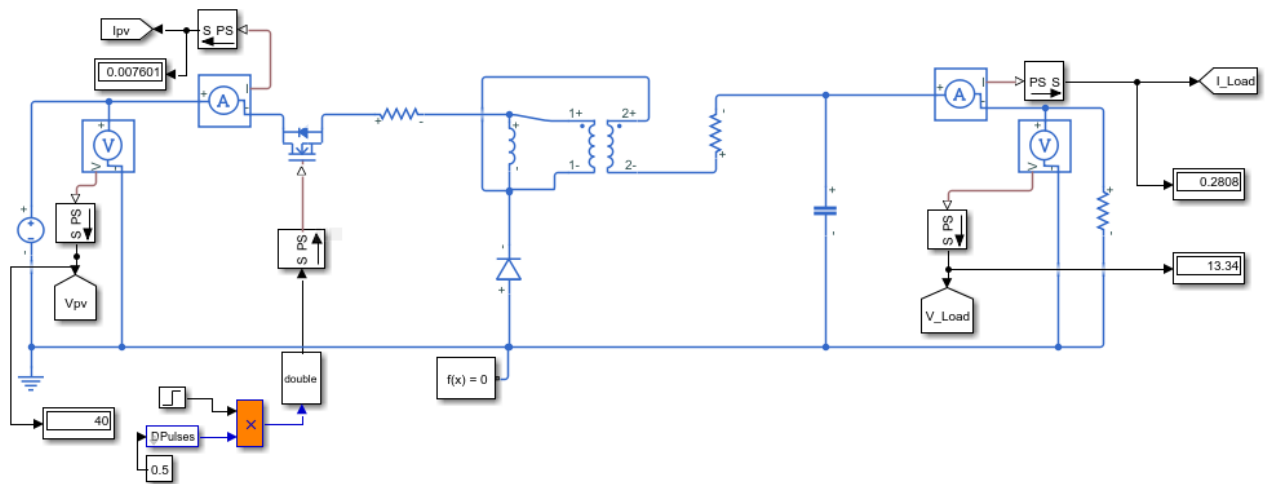 Ipv
S PS
0.007601
A
I
+
-
+
V
V
+
-
S PS
Vpv
40
+
-
S PS
double
DPulses
0.5
×
+
-
1+
2+
1-
2-
-
+
-
+
f(x) = 0
+
-
+
A
I
-
PS S
I_Load
+
V
V
-
0.2808
S PS
13.34
V_Load
+
-